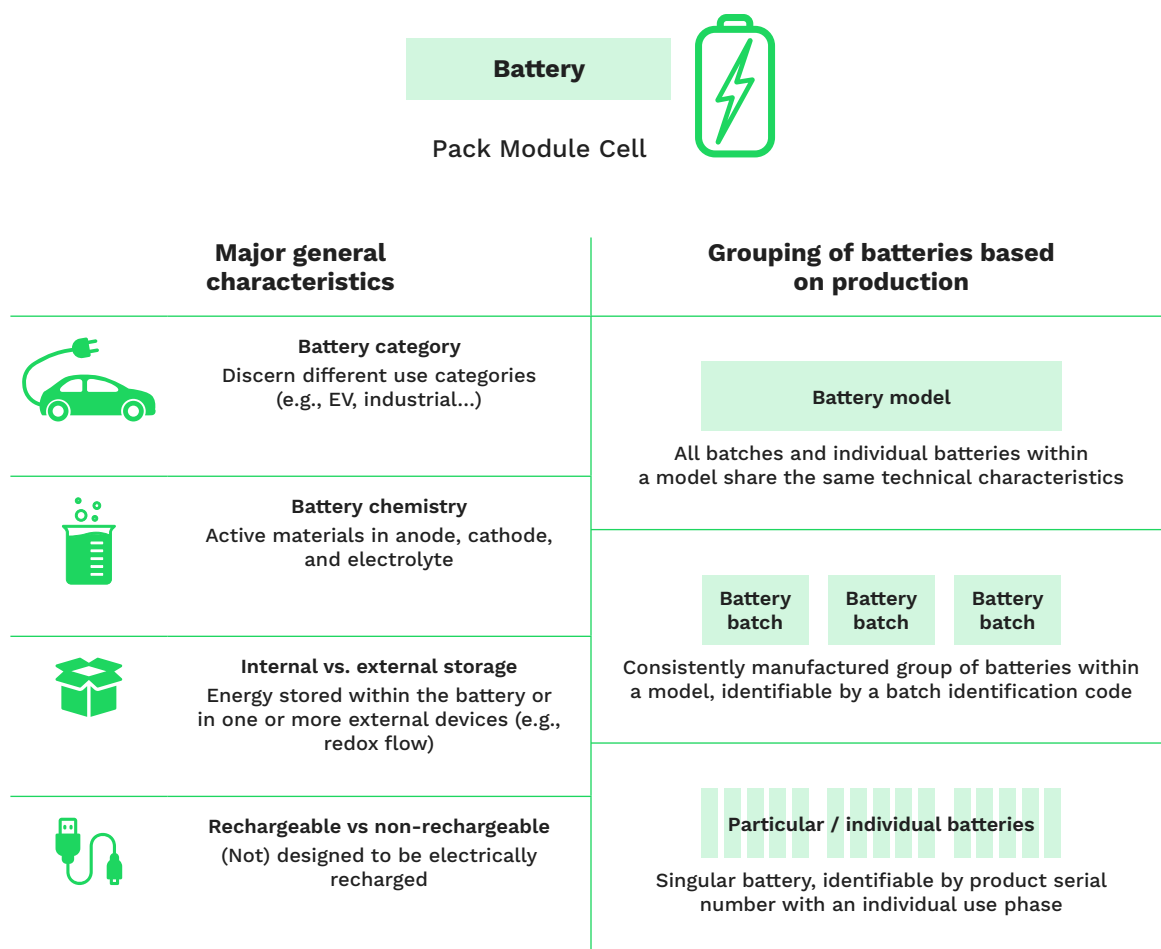 Battery
Pack Module Cell
Major general
characteristics
Battery category
Discern different use categories
(e.g., EV, industrial...)
Battery chemistry
Active materials in anode, cathode,
and electrolyte
Internal vs. external storage
Energy stored within the battery or
in one or more external devices (e.g.,
redox flow)
Rechargeable vs non-rechargeable
(Not) designed to be electrically
recharged
Grouping of batteries based
on production
Battery model
All batches and individual batteries within
a model share the same technical characteristics
Battery
batch
Battery
batch
Battery
batch
Consistently manufactured group of batteries within
a model, identifiable by a batch identification code
Particular / individual batteries
Singular battery, identifiable by product serial
number with an individual use phase